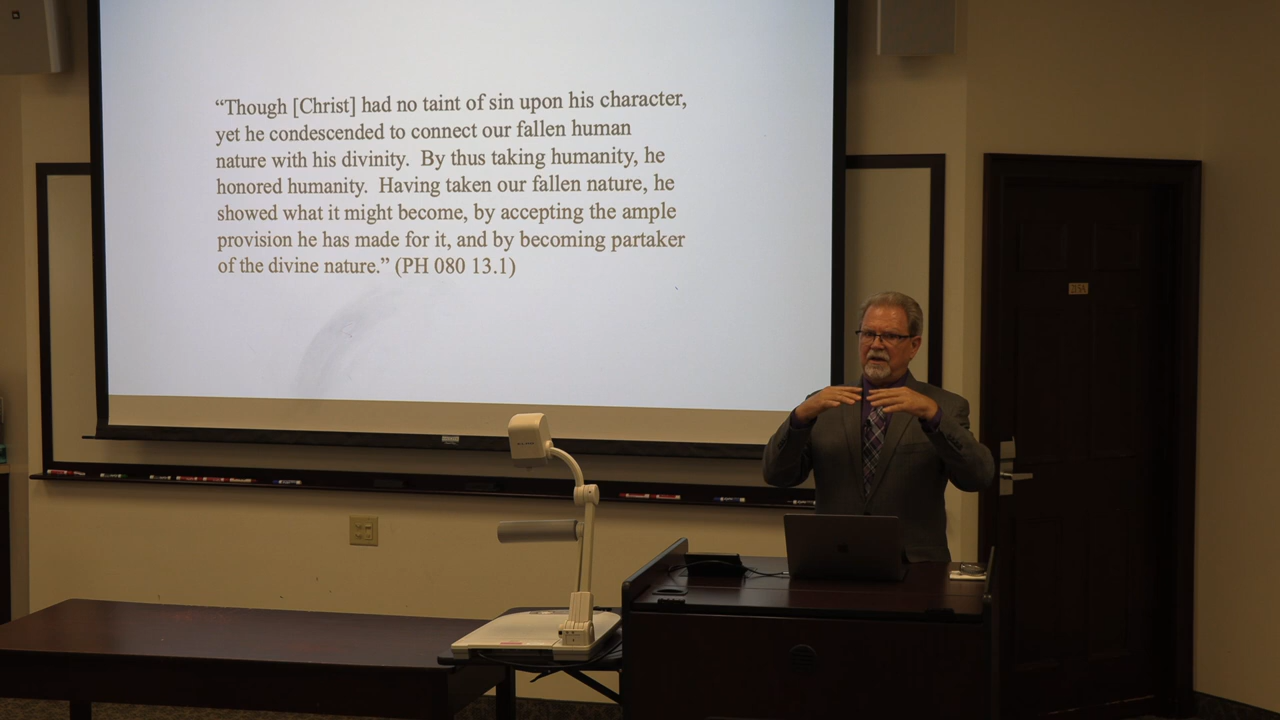 “Though [Christ] had no taint of sin upon his character,
yet he condescended to connect our fallen human
nature with his divinity.  By thus taking humanity, he
honored humanity.  Having taken our fallen nature, he
showed what it might become, by accepting the ample
provision he has made for it, and by becoming partaker
of the divine nature.” (PH 080 13.1)